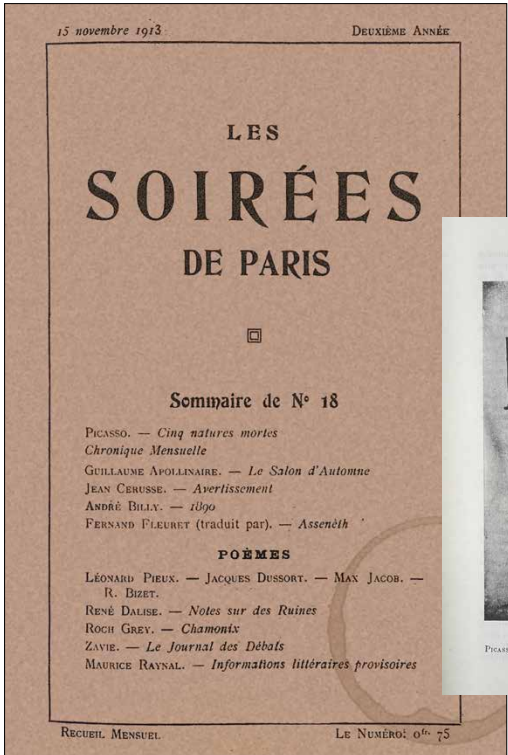 15 novembre 1913
DEUXIÈME ANNÉE
LES
SOIRÉES
DE PARIS
Sommaire de N° 18
PICASSO. — Cinq natures mortes
Chronique Mensuelle
GUILLAUME APOLLINAIRE. — Le Salon d'Automne
JEAN CERUSSE. — Avertissement
ANDRÉ BILLY. — 1890
FERNAND FLEURET (traduit par). — Assenéth
POÈMES
LÉONARD PIEUX. — JACQUES DUSSORT. — MAX JACOB. —
R. BIZET.
RENÉ DALISE. — Notes sur des Ruines
ROCH GREY. — Chamonix
ZAVIE. — Le Journal des Débats
MAURICE RAYNAL. — Informations littéraires provisoires
RECUEIL MENSUEL
LE NUMÉRO: 0fr. 75